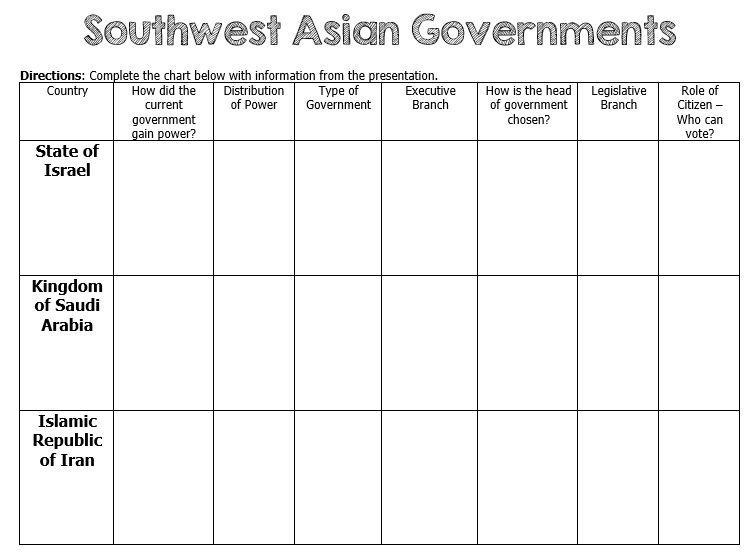 Southwest Asian Governments
Directions: Complete the chart below with information from the presentation.
Country
How did the
current
government
gain power?
Distribution
of Power
Type of
Government
Executive
Branch
How is the head
of government
chosen?
Legislative
Branch
Role of
Citizen –
Who can
vote?
State of
Israel
Kingdom
of Saudi
Arabia
Islamic
Republic
of Iran